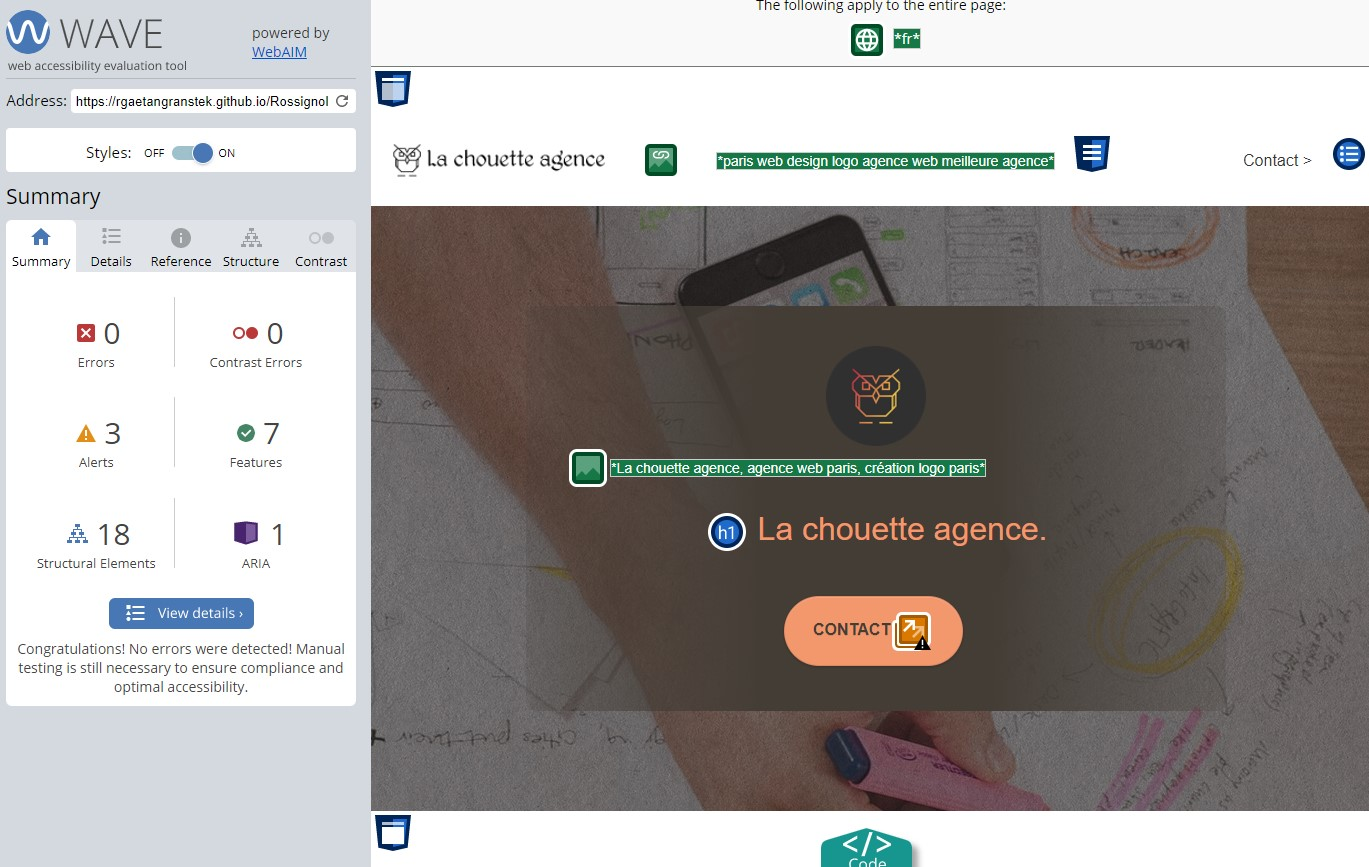 WAVE
web accessibility evaluation tool
powered by
WebAIM
Address: https://rgaetangranstek.github.io/Rossignol
Styles: OFF ON
Summary
Summary Details Reference Structure Contrast
0 0
Errors Contrast Errors
3 7
Alerts Features
18 1
Structural Elements ARIA
View details ›
Congratulations! No errors were detected! Manual
testing is still necessary to ensure compliance and
optimal accessibility.
The following apply to the entire page:
*fr*
La chouette agence
*paris web design logo agence web meilleure agence*
Contact >
*La chouette agence, agence web paris, création logo paris*
h1 La chouette agence.
CONTACT
</>
Code